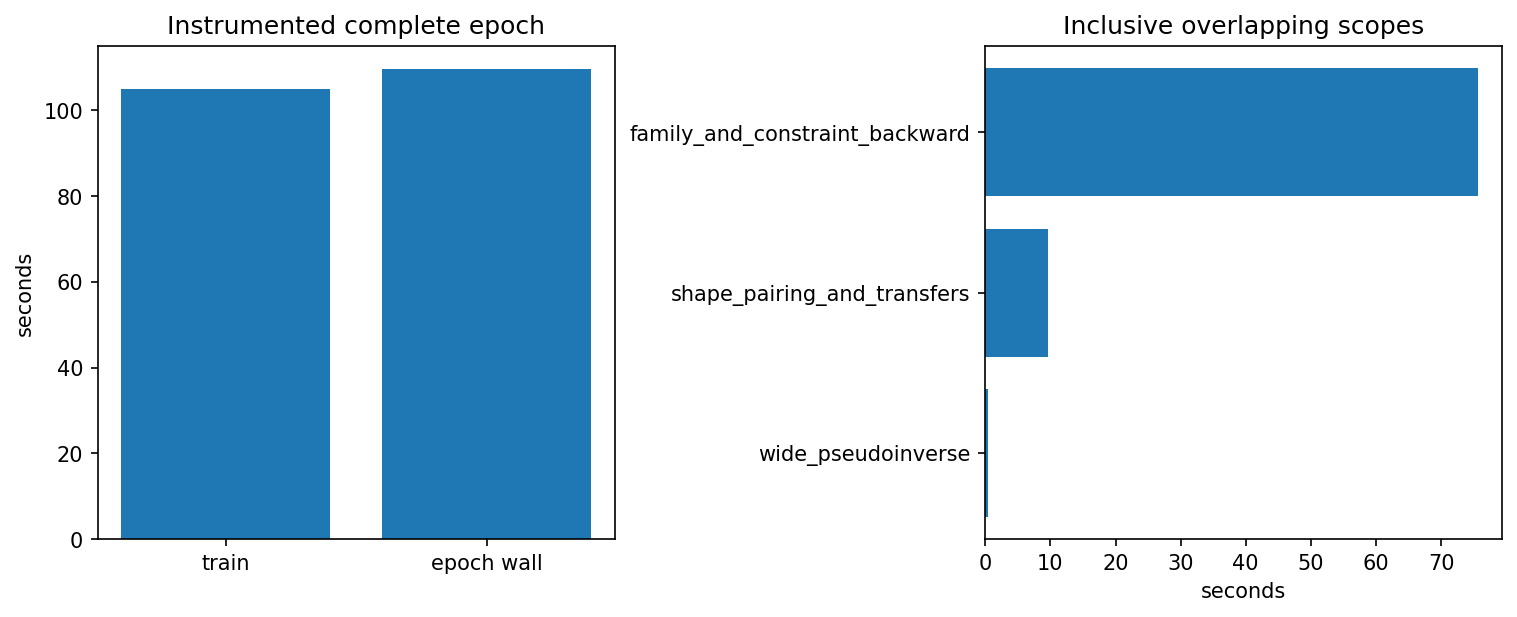 Instrumented complete epoch
seconds
100
80
60
40
20
0
train
epoch wall
Inclusive overlapping scopes
family_and_constraint_backward
shape_pairing_and_transfers
wide_pseudoinverse
0 10 20 30 40 50 60 70
seconds